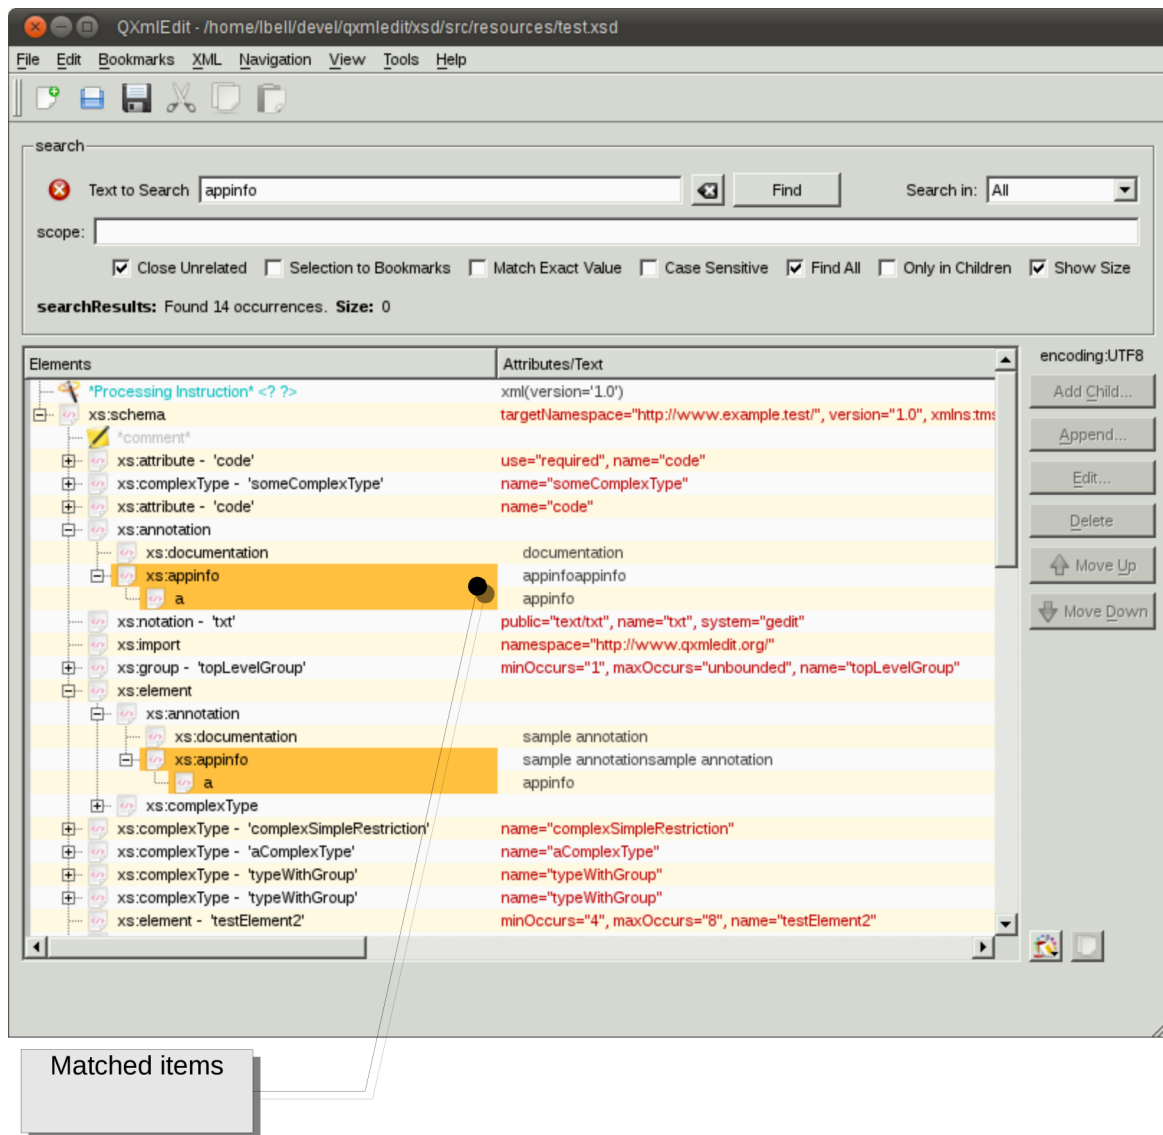 QXmlEdit - /home/lbell/devel/qxmledit/xsd/src/resources/test.xsd
File Edit Bookmarks XML Navigation View Tools Help
search
Text to Search appinfo Find Search in: All
scope:
Close Unrelated Selection to Bookmarks Match Exact Value Case Sensitive Find All Only in Children Show Size
searchResults: Found 14 occurrences. Size: 0
Elements Attributes/Text
encoding:UTF8
*Processing Instruction* <? ?> xml(version='1.0')
Add Child...
xs:schema targetNamespace="http://www.example.test/", version="1.0", xmlns:tms
*comment*
Append...
xs:attribute - 'code' use="required", name="code"
xs:complexType - 'someComplexType' name="someComplexType"
Edit...
xs:attribute - 'code' name="code"
xs:annotation
Delete
xs:documentation documentation
xs:appinfo appinfoappinfo
Move Up
a appinfo
Move Down
xs:notation - 'txt' public="text/txt", name="txt", system="gedit"
xs:import namespace="http://www.qxmledit.org/"
xs:group - 'topLevelGroup' minOccurs="1", maxOccurs="unbounded", name="topLevelGroup"
xs:element
xs:annotation
xs:documentation sample annotation
xs:appinfo sample annotationsample annotation
a appinfo
xs:complexType
xs:complexType - 'complexSimpleRestriction' name="complexSimpleRestriction"
xs:complexType - 'aComplexType' name="aComplexType"
xs:complexType - 'typeWithGroup' name="typeWithGroup"
xs:complexType - 'typeWithGroup' name="typeWithGroup"
xs:element - 'testElement2' minOccurs="4", maxOccurs="8", name="testElement2"
Matched items